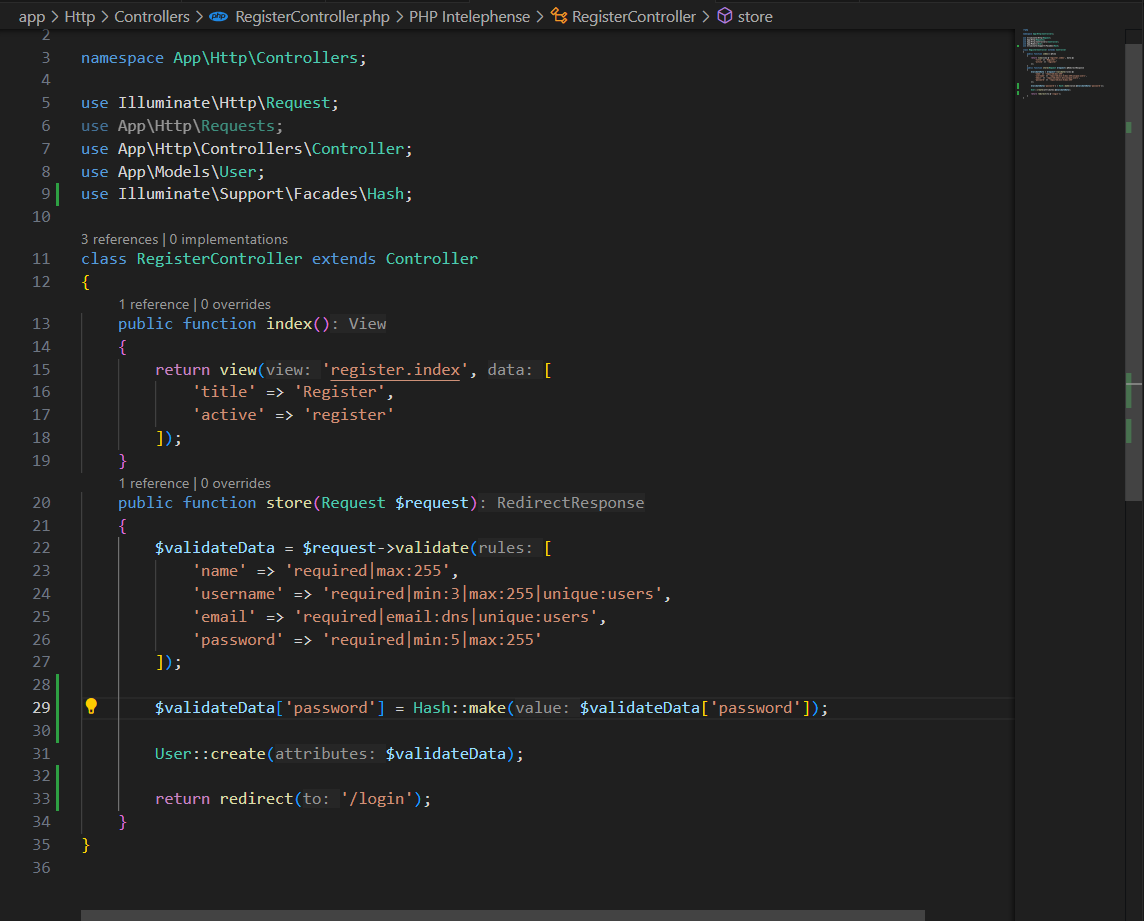 app > Http > Controllers > php RegisterController.php > PHP Intelephense > RegisterController > store
2
3 namespace App\Http\Controllers;
4
5 use Illuminate\Http\Request;
6 use App\Http\Requests;
7 use App\Http\Controllers\Controller;
8 use App\Models\User;
9 use Illuminate\Support\Facades\Hash;
10
3 references | 0 implementations
11 class RegisterController extends Controller
12 {
1 reference | 0 overrides
13     public function index(): View
14     {
15         return view(view: 'register.index', data: [
16             'title' => 'Register',
17             'active' => 'register'
18         ]);
19     }
1 reference | 0 overrides
20     public function store(Request $request): RedirectResponse
21     {
22         $validateData = $request->validate(rules: [
23             'name' => 'required|max:255',
24             'username' => 'required|min:3|max:255|unique:users',
25             'email' => 'required|email:dns|unique:users',
26             'password' => 'required|min:5|max:255'
27         ]);
28
29         $validateData['password'] = Hash::make(value: $validateData['password']);
30
31         User::create(attributes: $validateData);
32
33         return redirect(to: '/login');
34     }
35 }
36